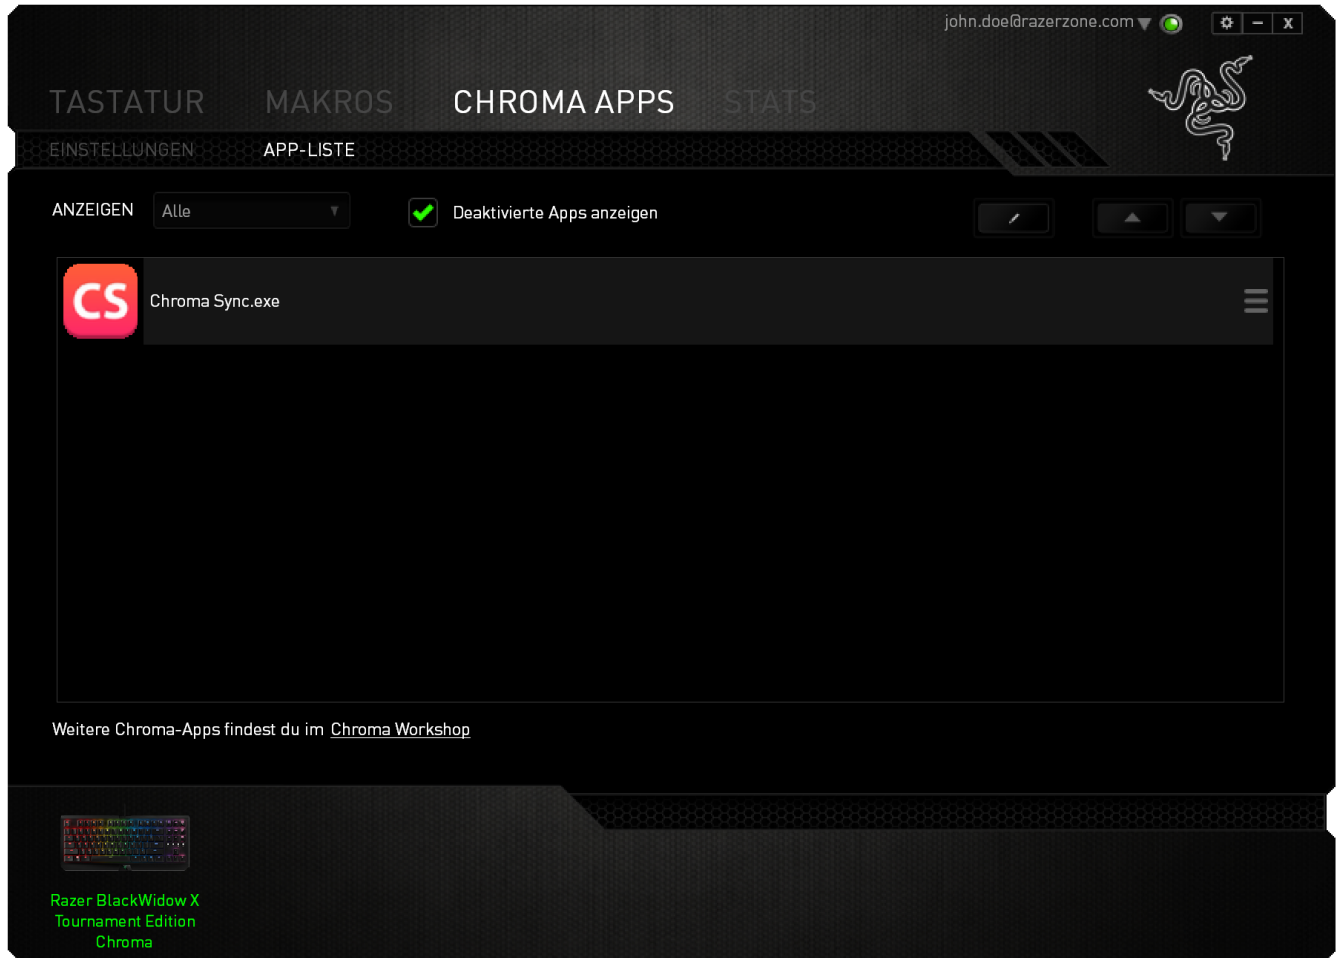 john.doe@razerzone.com
TASTATUR MAKROS CHROMA APPS STATS
EINSTELLUNGEN APP-LISTE
ANZEIGEN Alle Deaktivierte Apps anzeigen
CS Chroma Sync.exe
Weitere Chroma-Apps findest du im Chroma Workshop
Razer BlackWidow X
Tournament Edition
Chroma